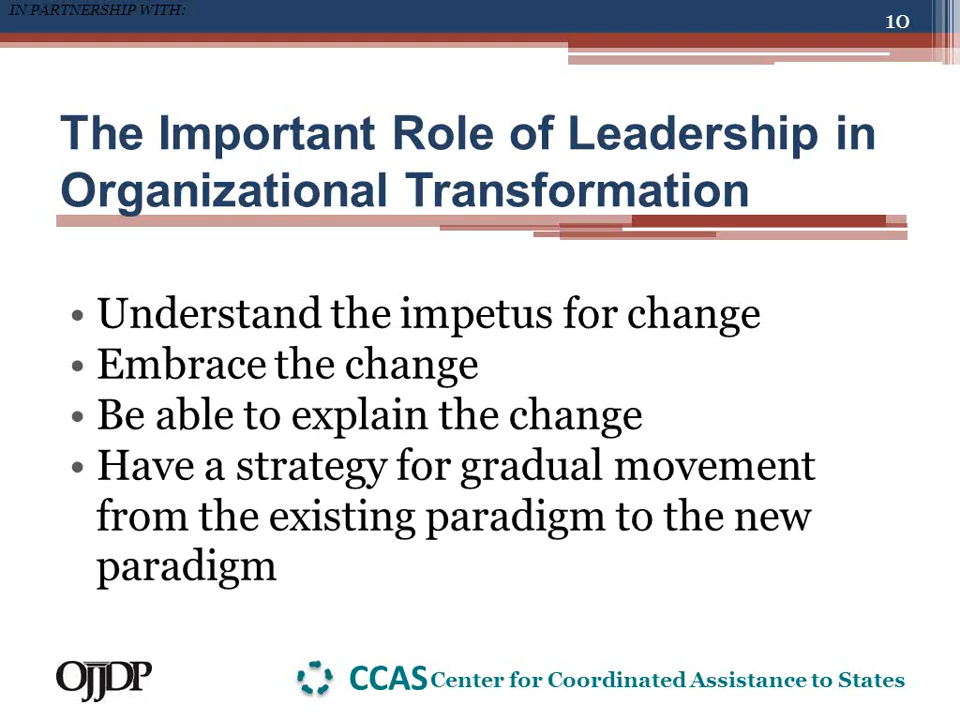 IN PARTNERSHIP WITH:
10
The Important Role of Leadership in
Organizational Transformation
• Understand the impetus for change
• Embrace the change
• Be able to explain the change
• Have a strategy for gradual movement
from the existing paradigm to the new
paradigm
OJJDP
CCAS Center for Coordinated Assistance to States